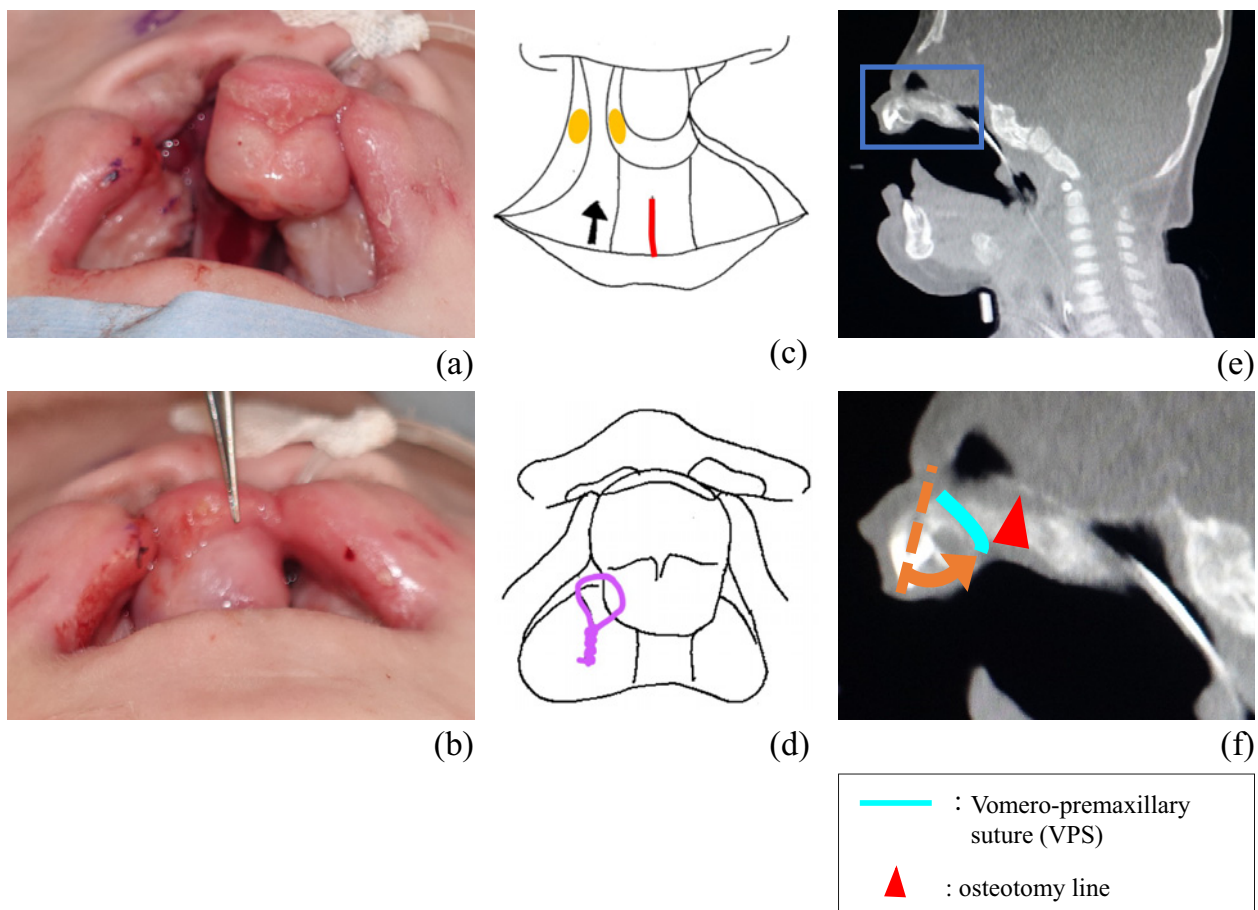 (a)
(c)
(e)
(b)
(d)
(f)
: Vomero-premaxillary
suture (VPS)
: osteotomy line